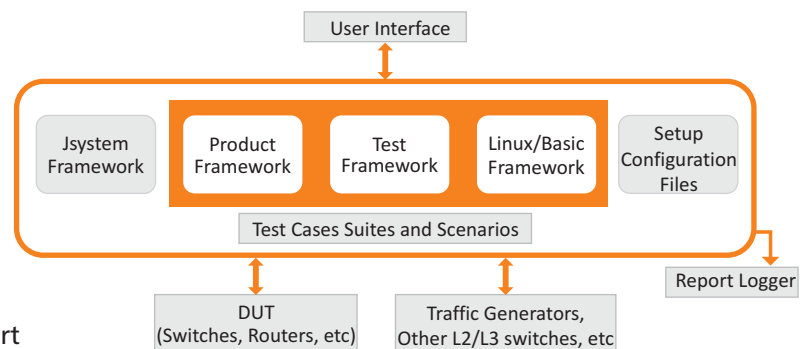 User Interface
Jsystem
Framework
Product
Framework
Test
Framework
Linux/Basic
Framework
Setup
Configuration
Files
Test Cases Suites and Scenarios
Report Logger
DUT
(Switches, Routers, etc)
Traffic Generators,
Other L2/L3 switches, etc
rt